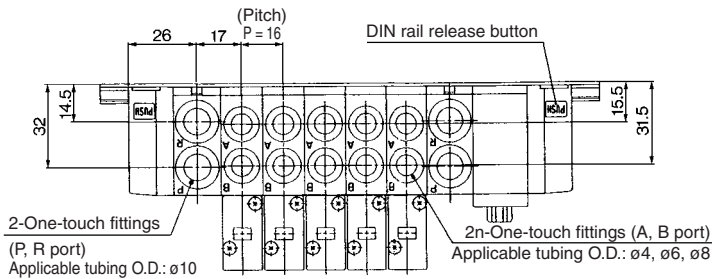 (Pitch)
P = 16
26
17
DIN rail release button
14.5
32
15.5
31.5
PUSH
PUSH
R
A
A
A
A
A
R
P
B
B
B
B
B
P
2-One-touch fittings
(P, R port)
Applicable tubing O.D.: ø10
2n-One-touch fittings (A, B port)
Applicable tubing O.D.: ø4, ø6, ø8